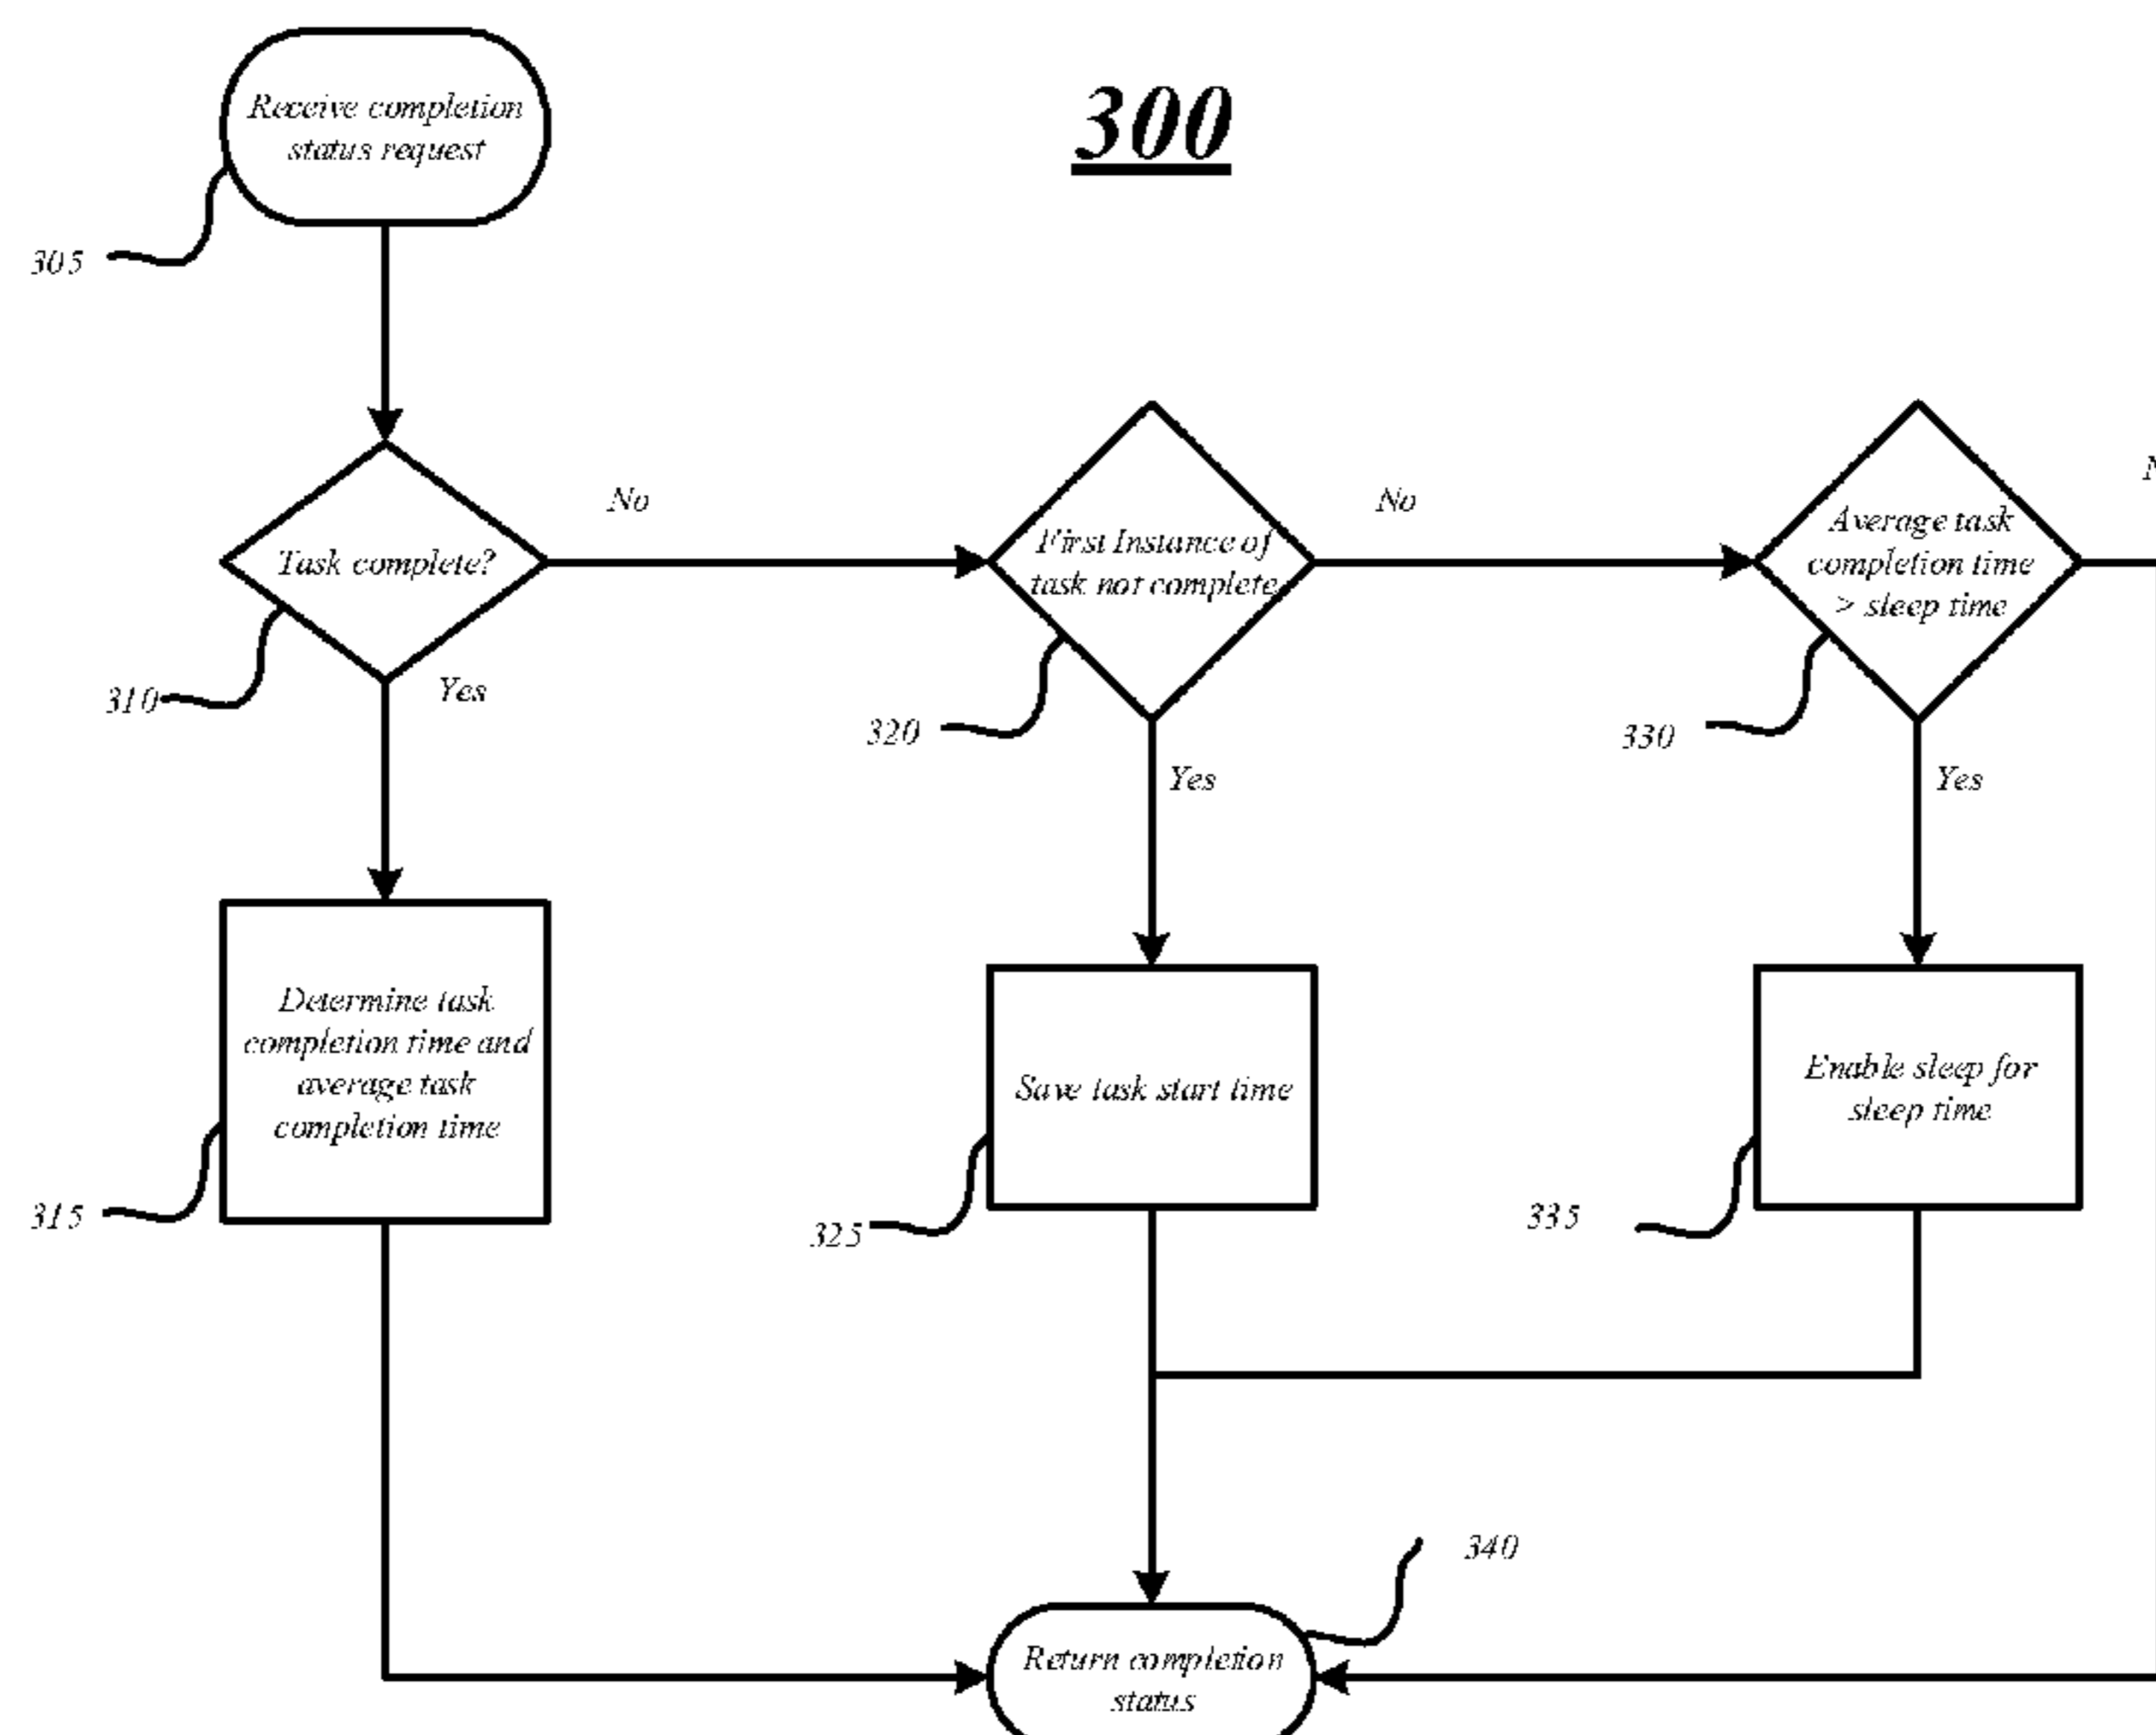 Receive completion
status request
300
305
No
No
Task complete?
First Instance of
task not complete
Average task
completion time
> sleep time
310
Yes
320
Yes
330
Yes
Determine task
completion time and
average task
completion time
Save task start time
Enable sleep for
sleep time
315
325
335
340
Return completion
status